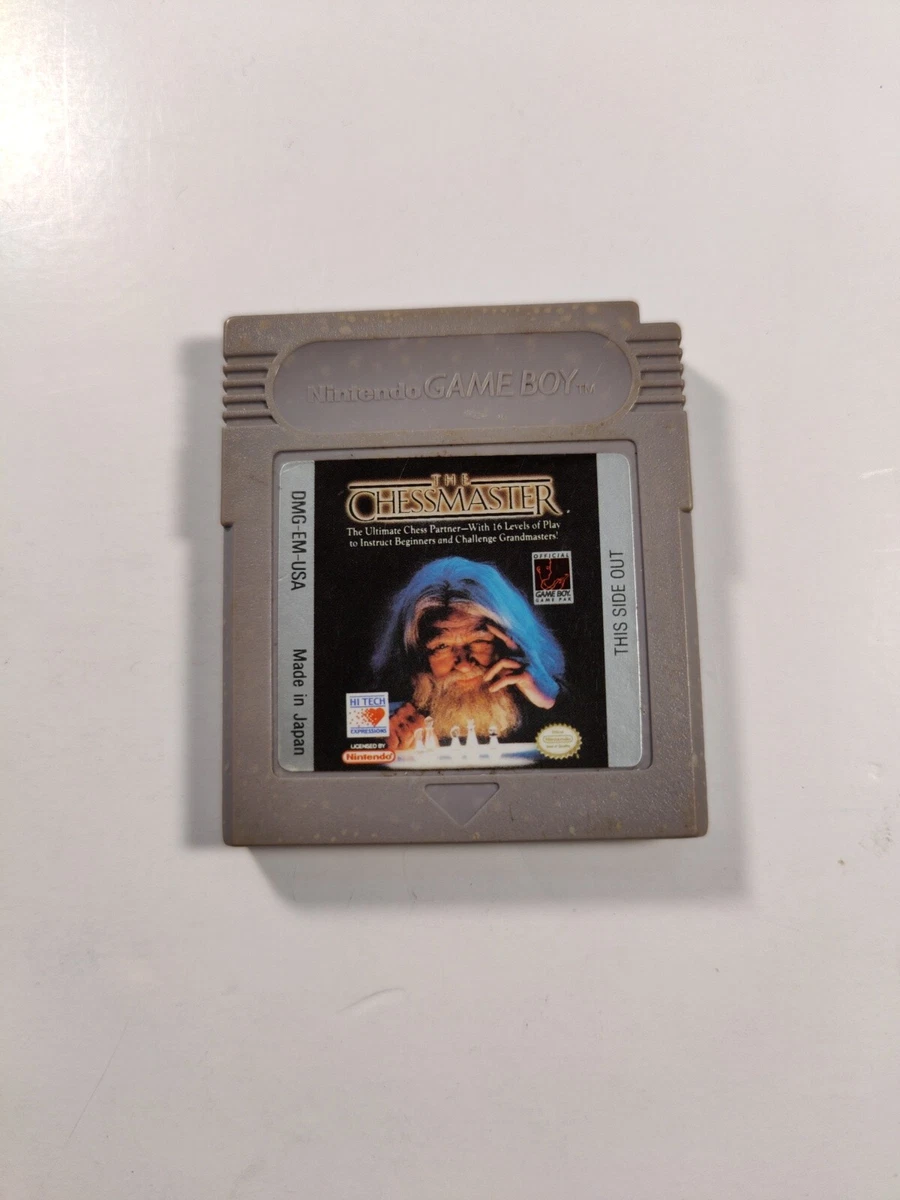 Nintendo GAME BOY™
DMG-EM-USA
Made in Japan
THE
CHESSMASTER
The Ultimate Chess Partner—With 16 Levels of Play
to Instruct Beginners and Challenge Grandmasters!
OFFICIAL
GAME BOY
GAME PAK
HI TECH
EXPRESSIONS
LICENSED BY
Nintendo
Nintendo
THIS SIDE OUT